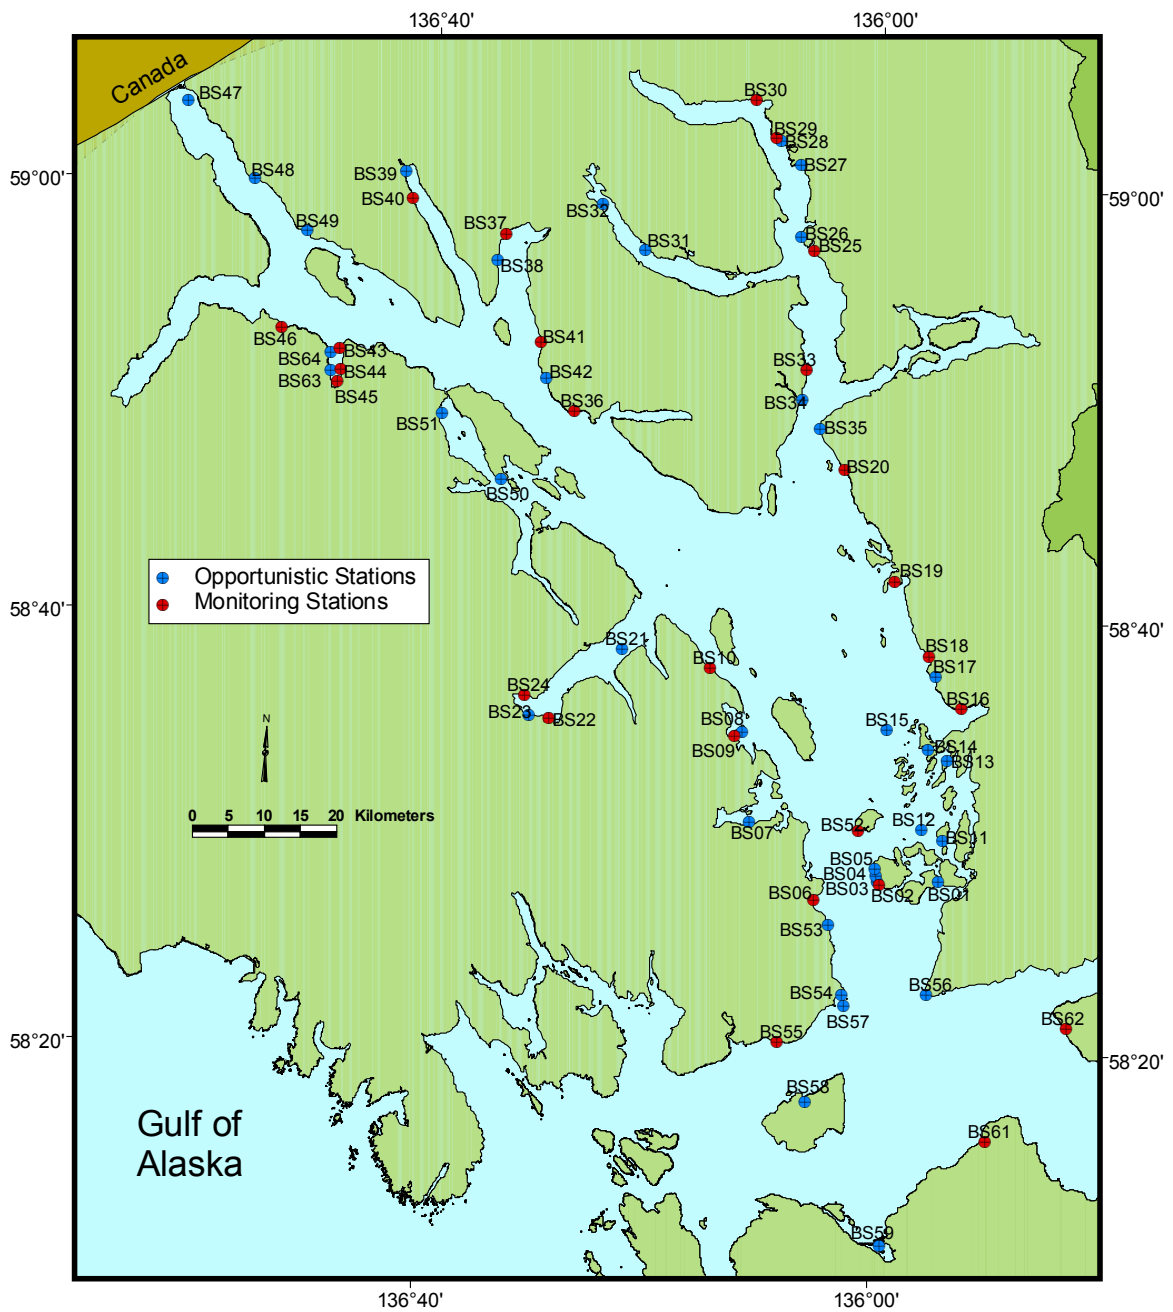 136°40'
136°00'
Canada
BS47
BS30
BS29
BS28
BS27
BS48
BS39
BS40
BS32
59°00'
59°00'
BS49
BS37
BS38
BS31
BS26
BS25
BS46
BS64
BS43
BS63
BS44
BS45
BS41
BS42
BS36
BS33
BS34
BS35
BS51
BS50
BS20
BS19
Opportunistic Stations
Monitoring Stations
58°40'
58°40'
BS21
BS10
BS18
BS17
BS24
BS23
BS22
BS16
BS08
BS09
BS15
BS14
BS13
N
0 5 10 15 20 Kilometers
BS07
BS52
BS12
BS11
BS05
BS04
BS03
BS02
BS01
BS06
BS53
BS54
BS57
BS56
BS62
58°20'
58°20'
BS55
BS58
BS61
Gulf of
Alaska
BS59
136°40'
136°00'